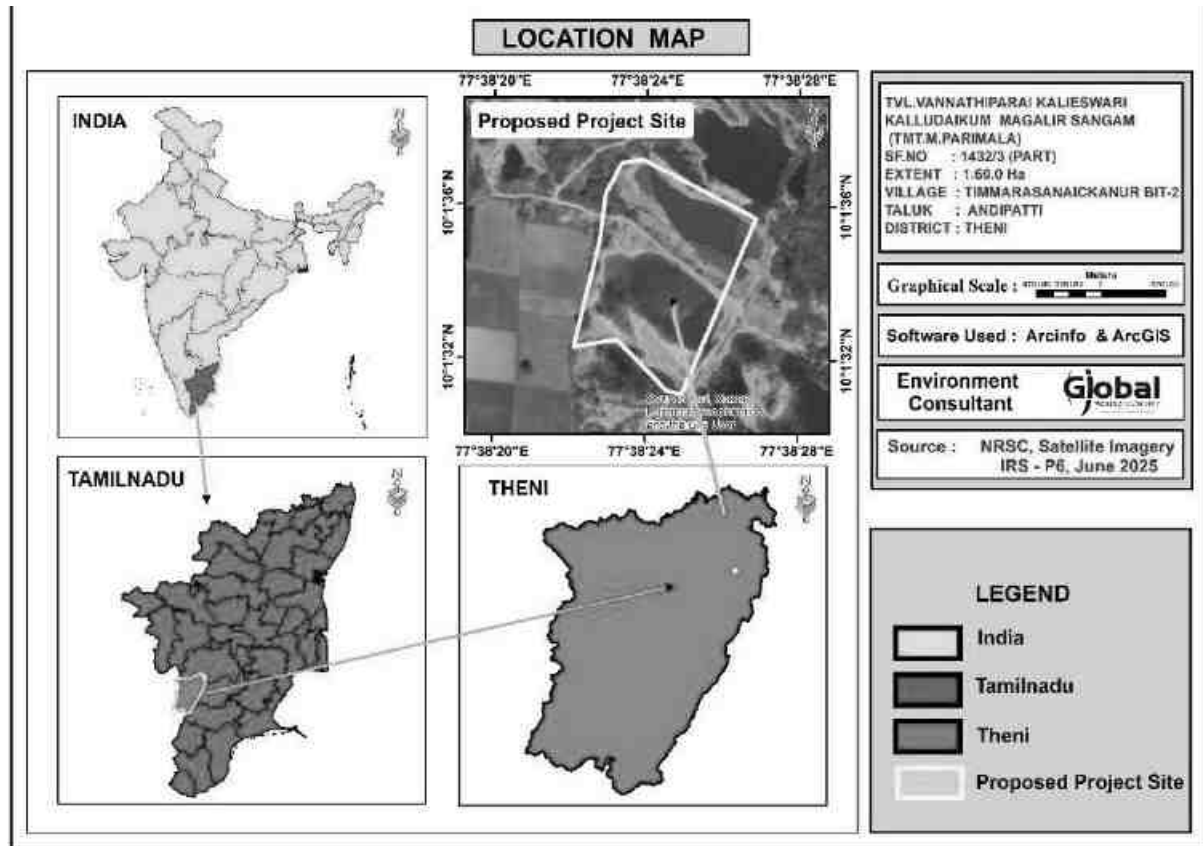 LOCATION MAP
INDIA
N
77°38'20"E 77°38'24"E 77°38'28"E
Proposed Project Site
N
10°1'36"N
10°1'36"N
10°1'32"N
10°1'32"N
77°38'20"E 77°38'24"E 77°38'28"E
TAMILNADU
N
THENI
N
TVL.VANNATHIPARAI KALIESWARI
KALLUDAIKUM MAGALIR SANGAM
(TMT.M.PARIMALA)
SF.NO : 1432/3 (PART)
EXTENT : 1.60.0 Ha
VILLAGE : TIMMARASANAICKANUR BIT-2
TALUK : ANDIPATTI
DISTRICT : THENI
Graphical Scale :
Meters
Software Used : Arcinfo & ArcGIS
Environment
Consultant
Global
Source : NRSC, Satellite Imagery
IRS - P6, June 2025
LEGEND
India
Tamilnadu
Theni
Proposed Project Site